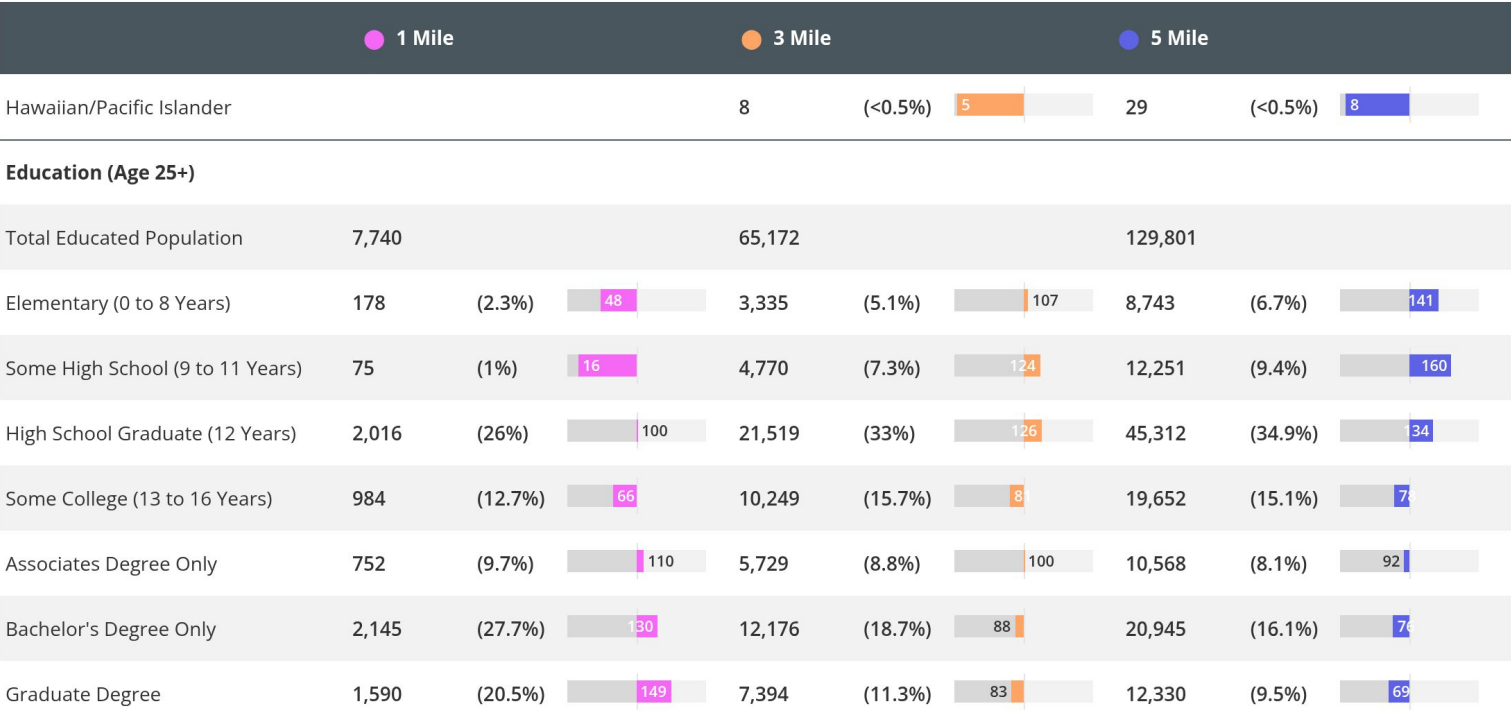 1 Mile 3 Mile 5 Mile
Hawaiian/Pacific Islander 8 (<0.5%) 5 29 (<0.5%) 8
Education (Age 25+)
Total Educated Population 7,740 65,172 129,801
Elementary (0 to 8 Years) 178 (2.3%) 48 3,335 (5.1%) 107 8,743 (6.7%) 141
Some High School (9 to 11 Years) 75 (1%) 16 4,770 (7.3%) 124 12,251 (9.4%) 160
High School Graduate (12 Years) 2,016 (26%) 100 21,519 (33%) 126 45,312 (34.9%) 134
Some College (13 to 16 Years) 984 (12.7%) 66 10,249 (15.7%) 81 19,652 (15.1%) 78
Associates Degree Only 752 (9.7%) 110 5,729 (8.8%) 100 10,568 (8.1%) 92
Bachelor's Degree Only 2,145 (27.7%) 130 12,176 (18.7%) 88 20,945 (16.1%) 76
Graduate Degree 1,590 (20.5%) 149 7,394 (11.3%) 83 12,330 (9.5%) 69